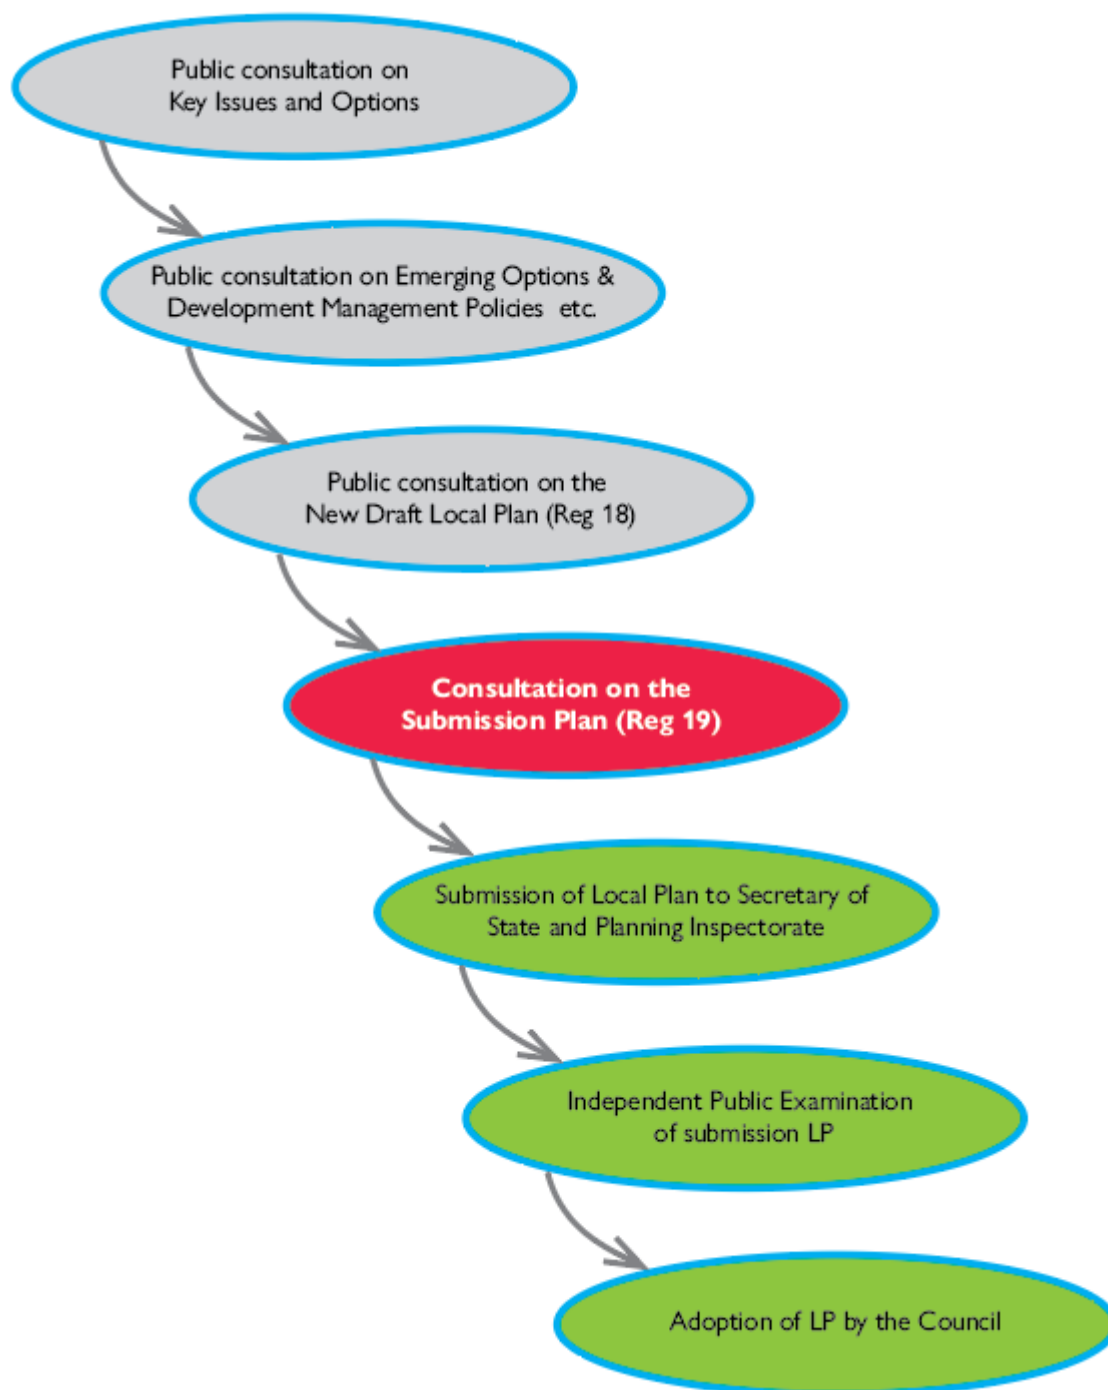 Public consultation on
Key Issues and Options
Public consultation on Emerging Options &
Development Management Policies etc.
Public consultation on the
New Draft Local Plan (Reg 18)
Consultation on the
Submission Plan (Reg 19)
Submission of Local Plan to Secretary of
State and Planning Inspectorate
Independent Public Examination
of submission LP
Adoption of LP by the Council